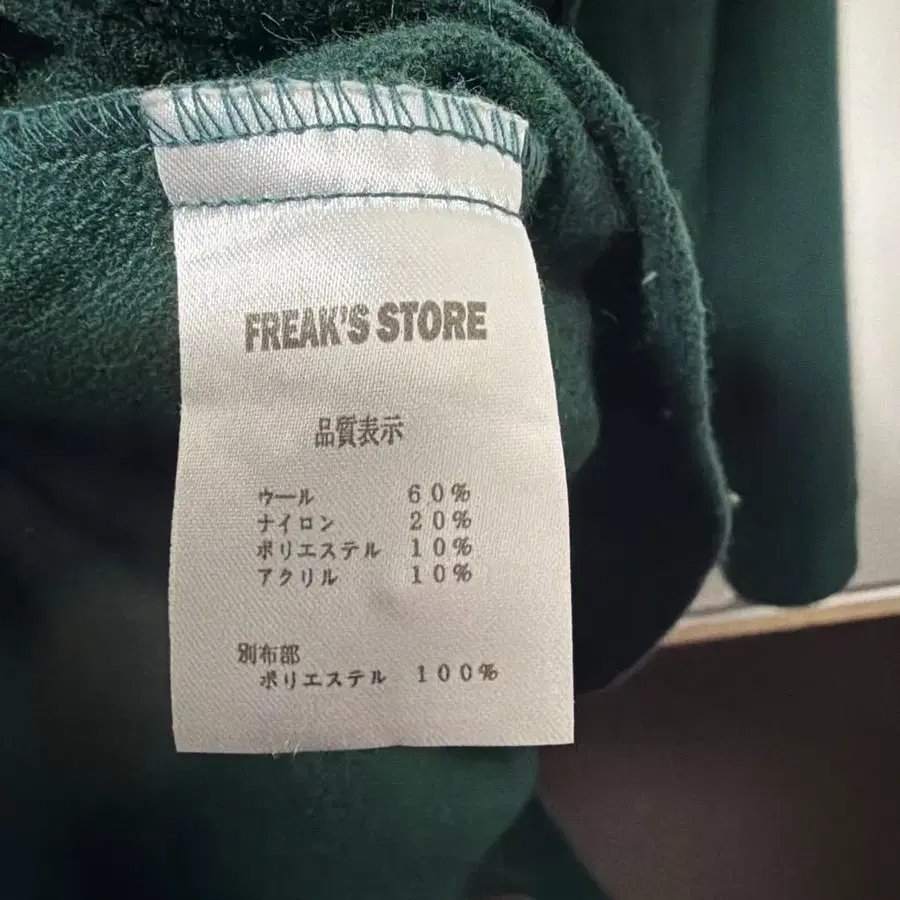 FREAK'S STORE
品質表示
ウール 60%
ナイロン 20%
ポリエステル 10%
アクリル 10%
別布部
ポリエステル 100%